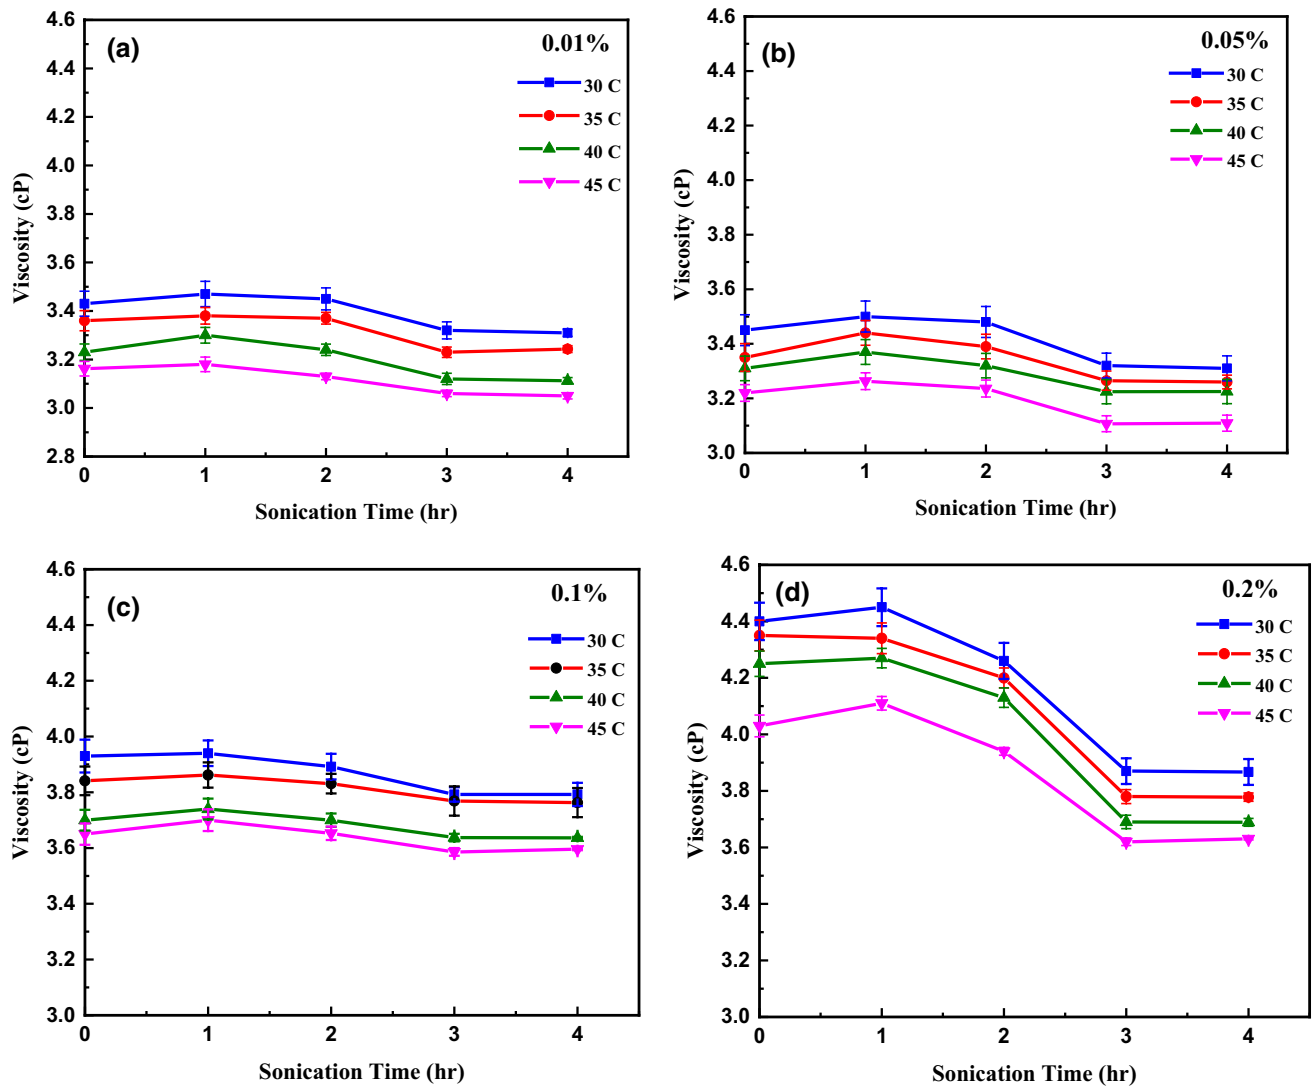 (a)
0.01%
30 C
35 C
40 C
45 C
4.6
4.4
4.2
4.0
3.8
3.6
3.4
3.2
3.0
2.8
Viscosity (cP)
0 1 2 3 4
Sonication Time (hr)
(b)
0.05%
30 C
35 C
40 C
45 C
4.6
4.4
4.2
4.0
3.8
3.6
3.4
3.2
3.0
Viscosity (cP)
0 1 2 3 4
Sonication Time (hr)
(c)
0.1%
30 C
35 C
40 C
45 C
4.6
4.4
4.2
4.0
3.8
3.6
3.4
3.2
3.0
Viscosity (cP)
0 1 2 3 4
Sonication Time (hr)
(d)
0.2%
30 C
35 C
40 C
45 C
4.6
4.4
4.2
4.0
3.8
3.6
3.4
3.2
3.0
Viscosity (cP)
0 1 2 3 4
Sonication Time (hr)